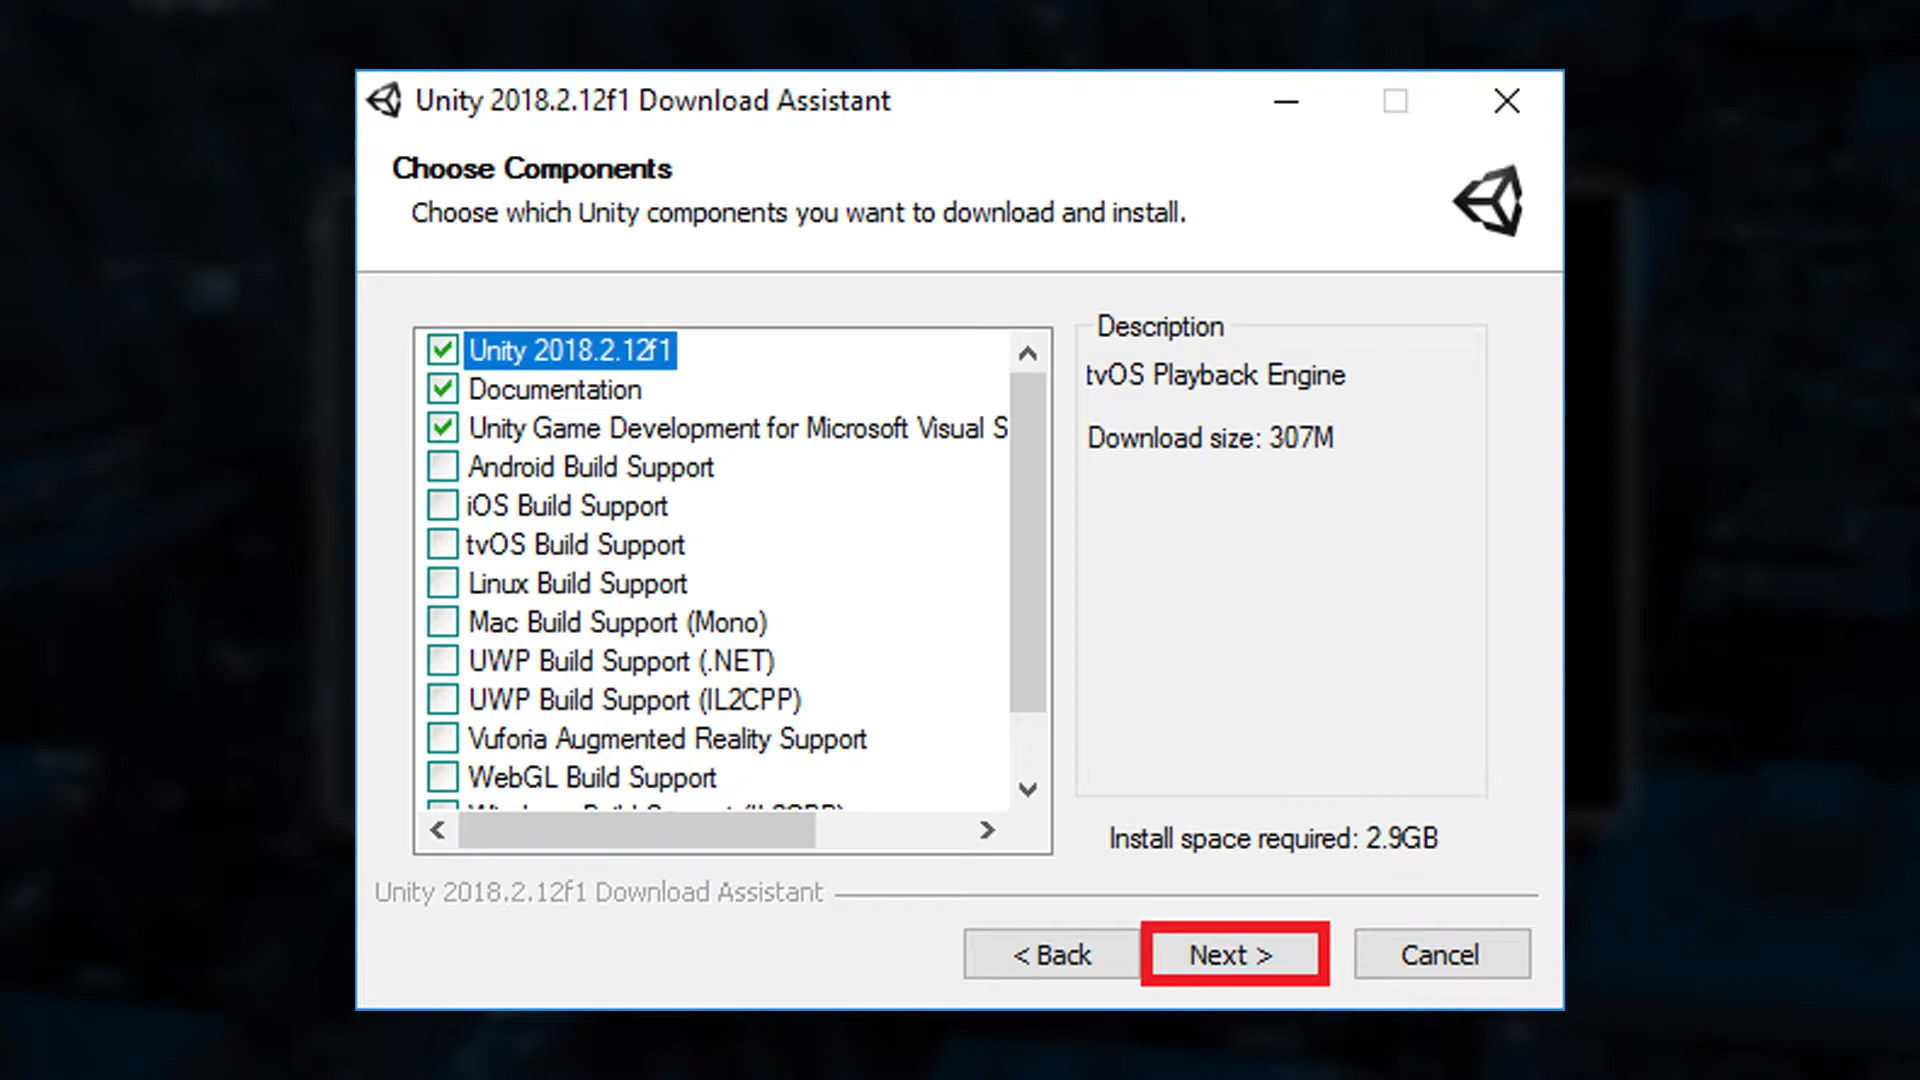 Unity 2018.2.12f1 Download Assistant
Choose Components
Choose which Unity components you want to download and install.
Unity 2018.2.12f1
Documentation
Unity Game Development for Microsoft Visual S
Android Build Support
iOS Build Support
tvOS Build Support
Linux Build Support
Mac Build Support (Mono)
UWP Build Support (.NET)
UWP Build Support (IL2CPP)
Vuforia Augmented Reality Support
WebGL Build Support
Description
tvOS Playback Engine
Download size: 307M
Install space required: 2.9GB
Unity 2018.2.12f1 Download Assistant
< Back
Next >
Cancel